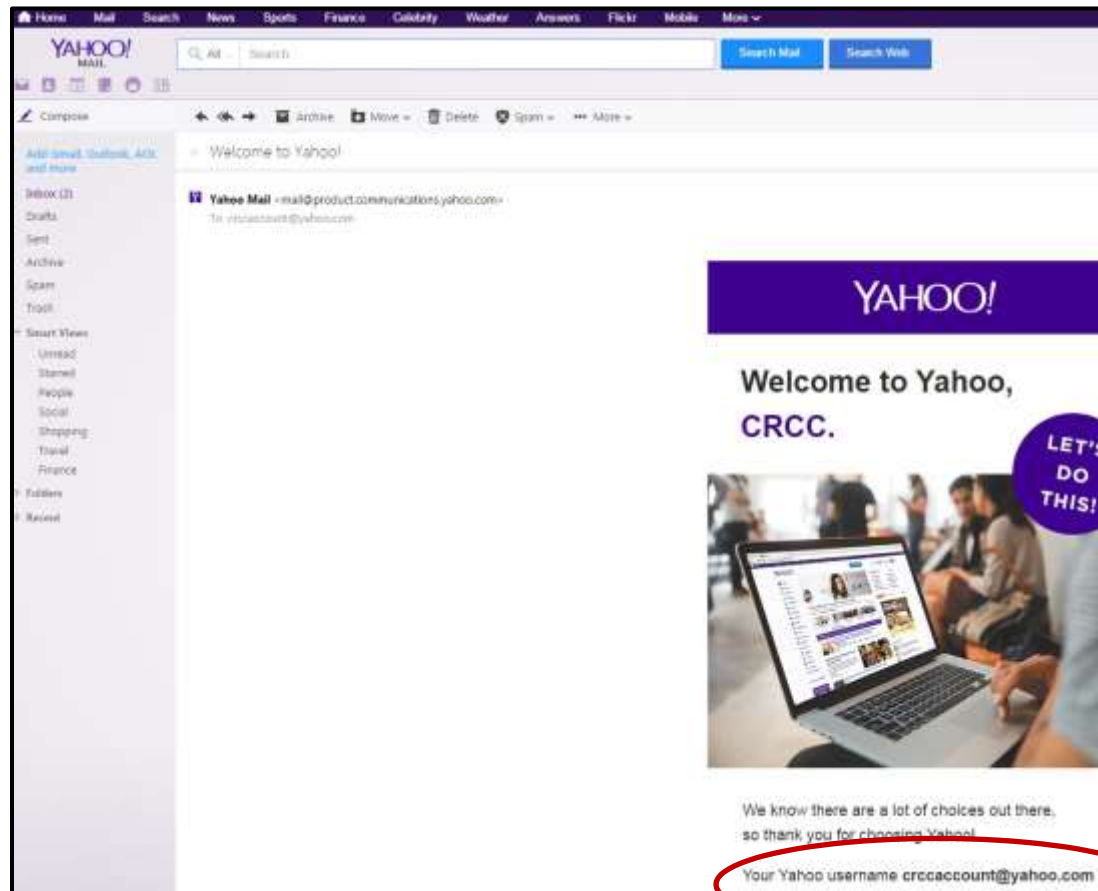 Home Mail Search News Sports Finance Celebrity Weather Answers Flickr Mobile More
YAHOO!
MAIL
All Search Search Mail Search Web
Compose
Archive Move Delete Spam More
Add Gmail, Outlook, AOL
and more
Welcome to Yahoo!
Inbox (2)
Drafts
Sent
Archive
Spam
Trash
Smart Views
Unread
Starred
People
Social
Shopping
Travel
Finance
Folders
Recent
Yahoo Mail <mail@product.communications.yahoo.com>
To crccaccount@yahoo.com
YAHOO!
Welcome to Yahoo,
CRCC.
LET'S
DO
THIS!
We know there are a lot of choices out there,
so thank you for choosing Yahoo!
Your Yahoo username crccaccount@yahoo.com